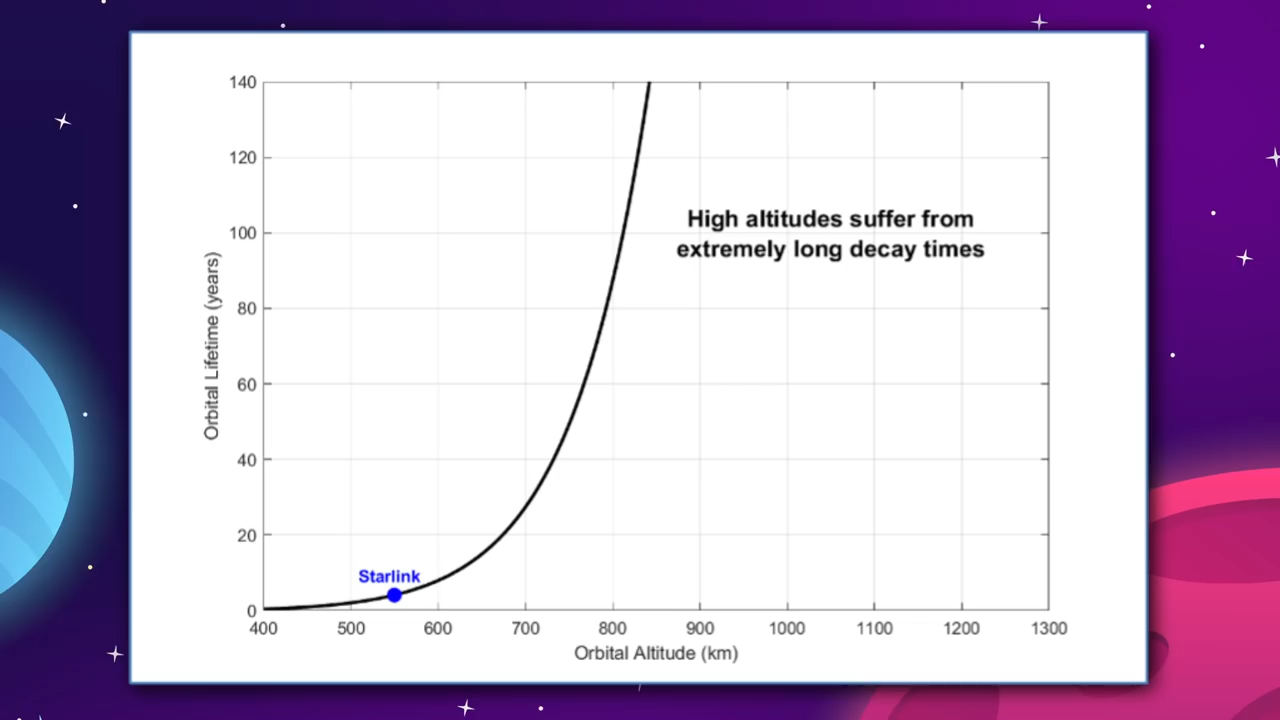 140
120
100
80
60
40
20
0
Orbital Lifetime (years)
High altitudes suffer from
extremely long decay times
Starlink
400 500 600 700 800 900 1000 1100 1200 1300
Orbital Altitude (km)